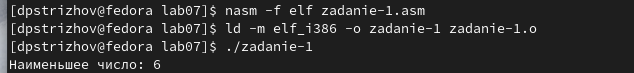 [dpstrizhov@fedora lab07]$ nasm -f elf zadanie-1.asm
[dpstrizhov@fedora lab07]$ ld -m elf_i386 -o zadanie-1 zadanie-1.o
[dpstrizhov@fedora lab07]$ ./zadanie-1
Наименьшее число: 6